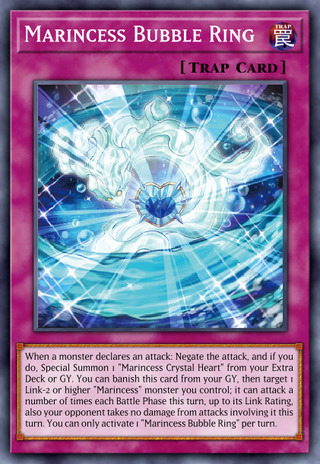 Marincess Bubble Ring
TRAP
罠
[Trap Card]
When a monster declares an attack: Negate the attack, and if you
do, Special Summon 1 "Marincess Crystal Heart" from your Extra
Deck or GY. You can banish this card from your GY, then target 1
Link-2 or higher "Marincess" monster you control; it can attack a
number of times each Battle Phase this turn, up to its Link Rating,
also your opponent takes no damage from attacks involving it this
turn. You can only activate 1 "Marincess Bubble Ring" per turn.